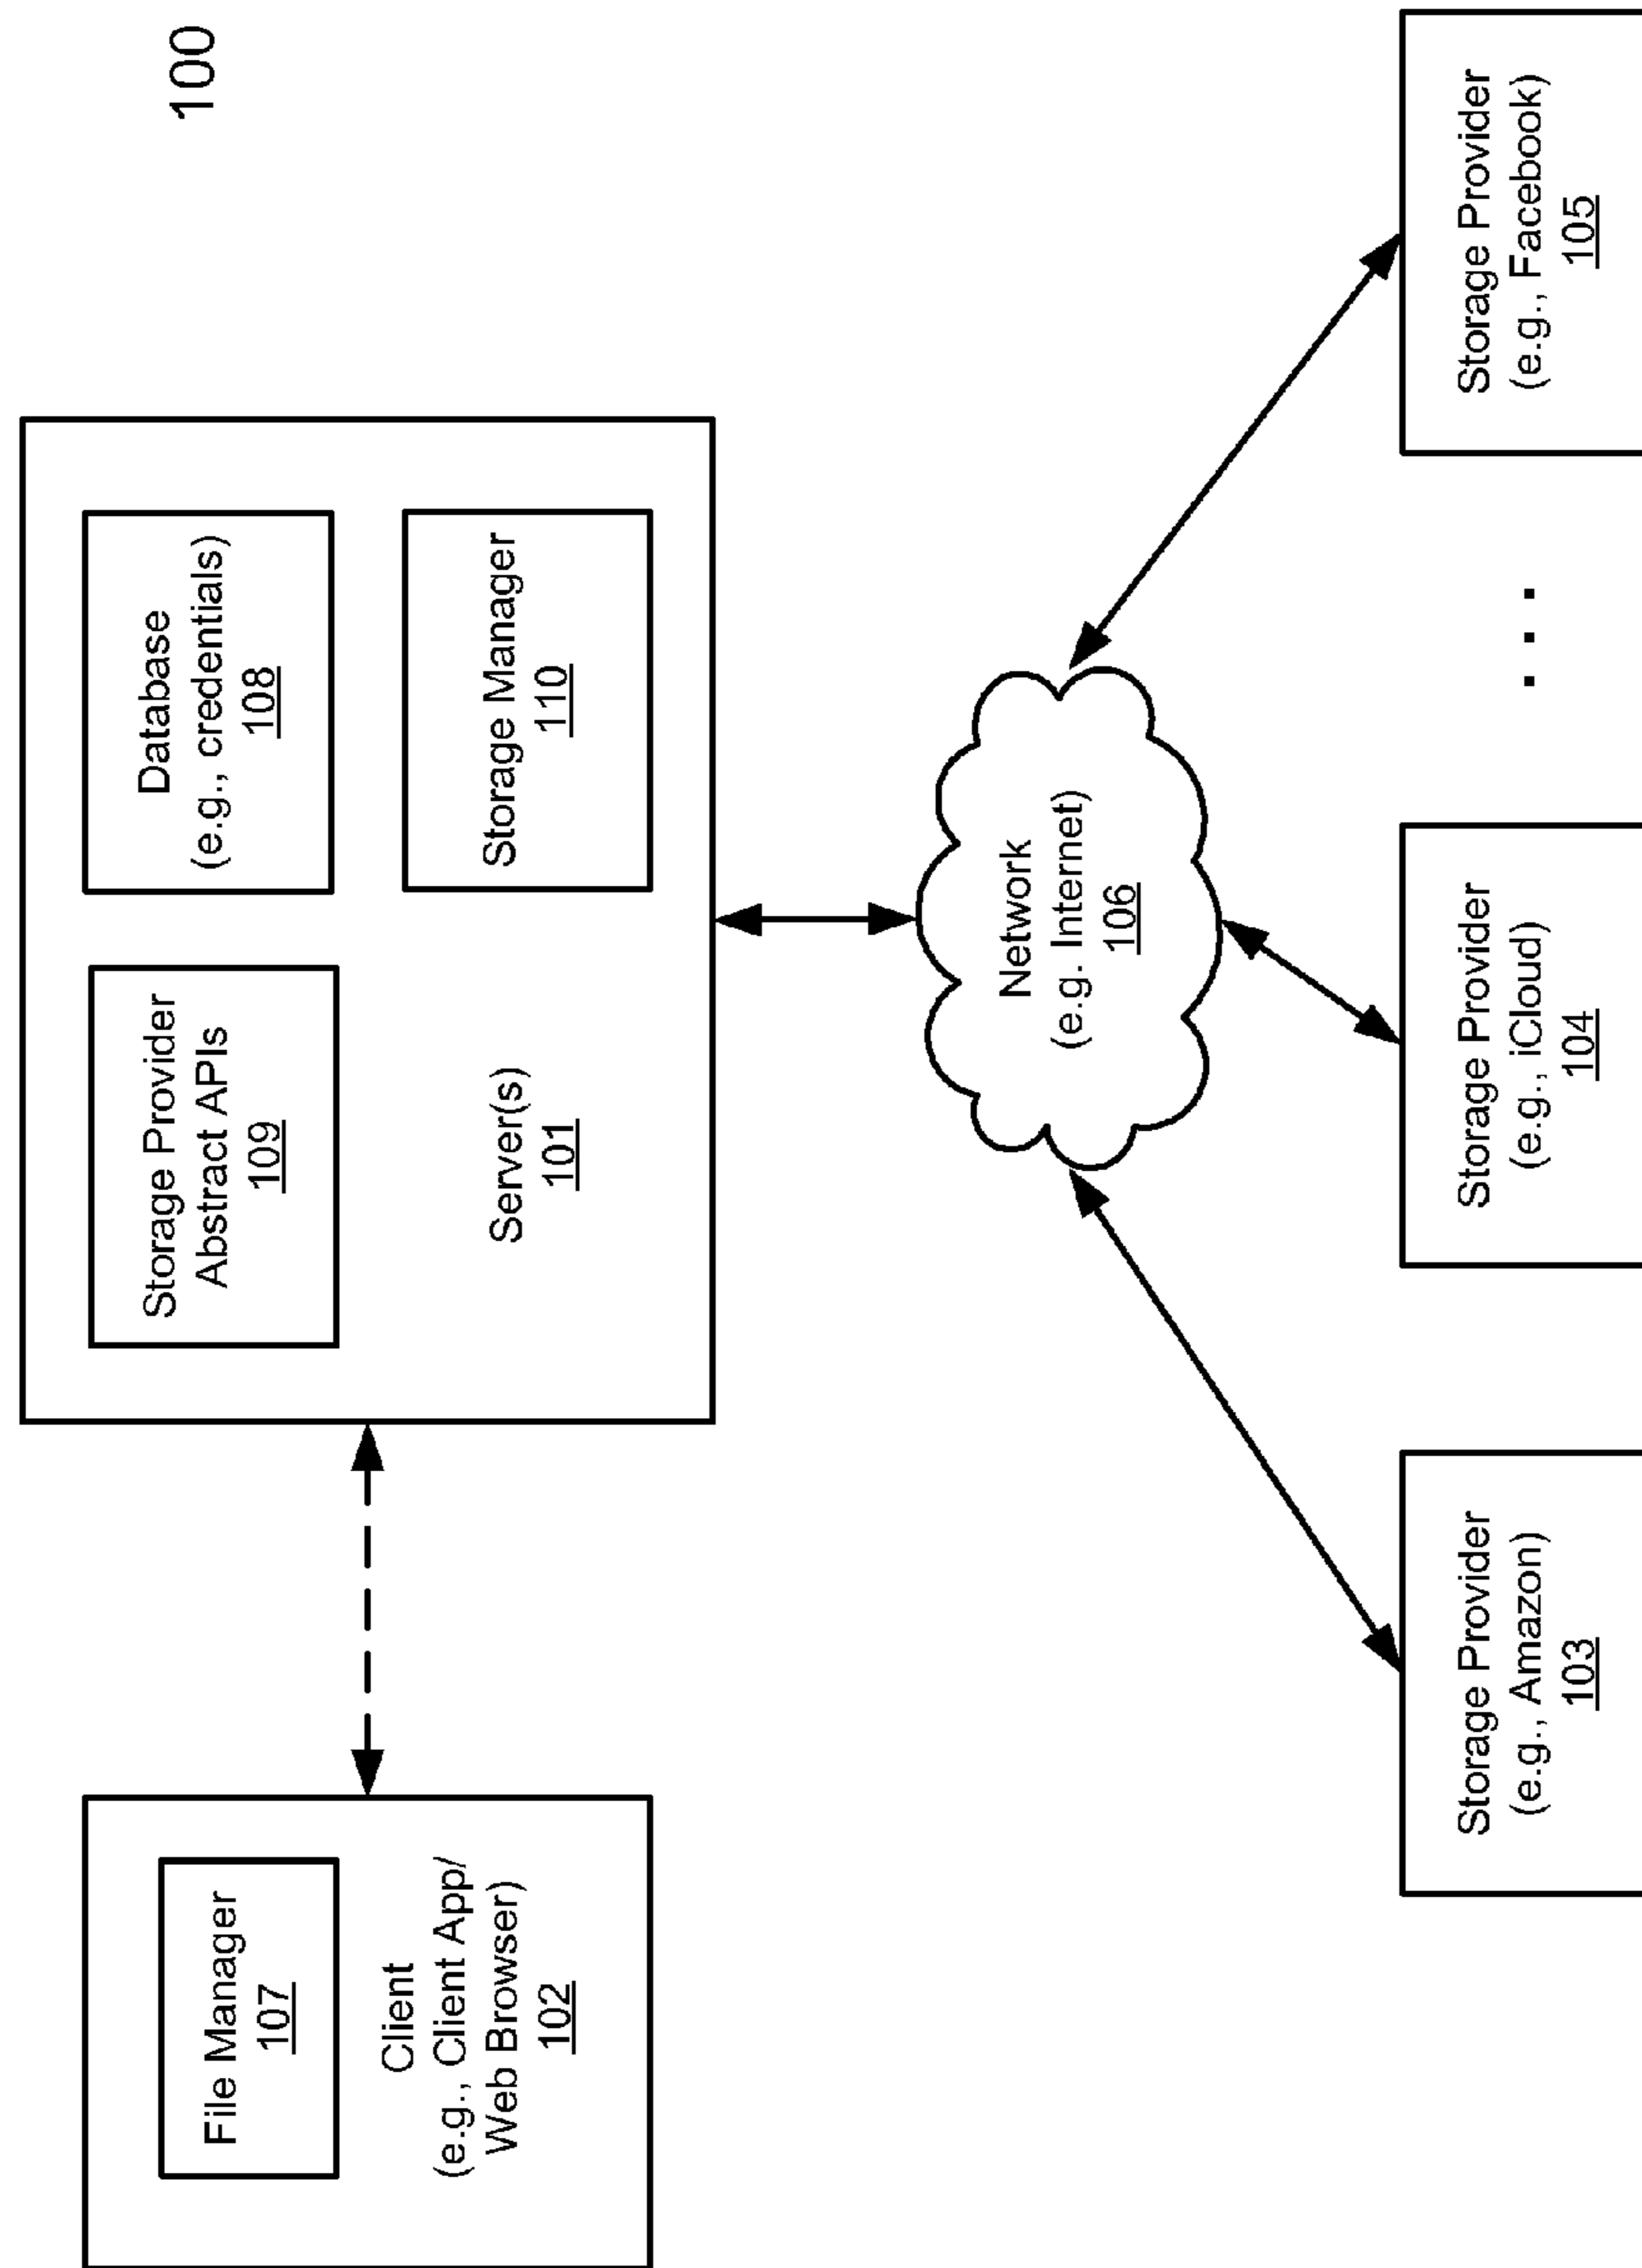 100
File Manager
107
Client
(e.g., Client App/
Web Browser)
102
Storage Provider
Abstract APIs
109
Database
(e.g., credentials)
108
Server(s)
101
Storage Manager
110
Network
(e.g. Internet)
106
Storage Provider
(e.g., Amazon)
103
Storage Provider
(e.g., iCloud)
104
. . .
Storage Provider
(e.g., Facebook)
105